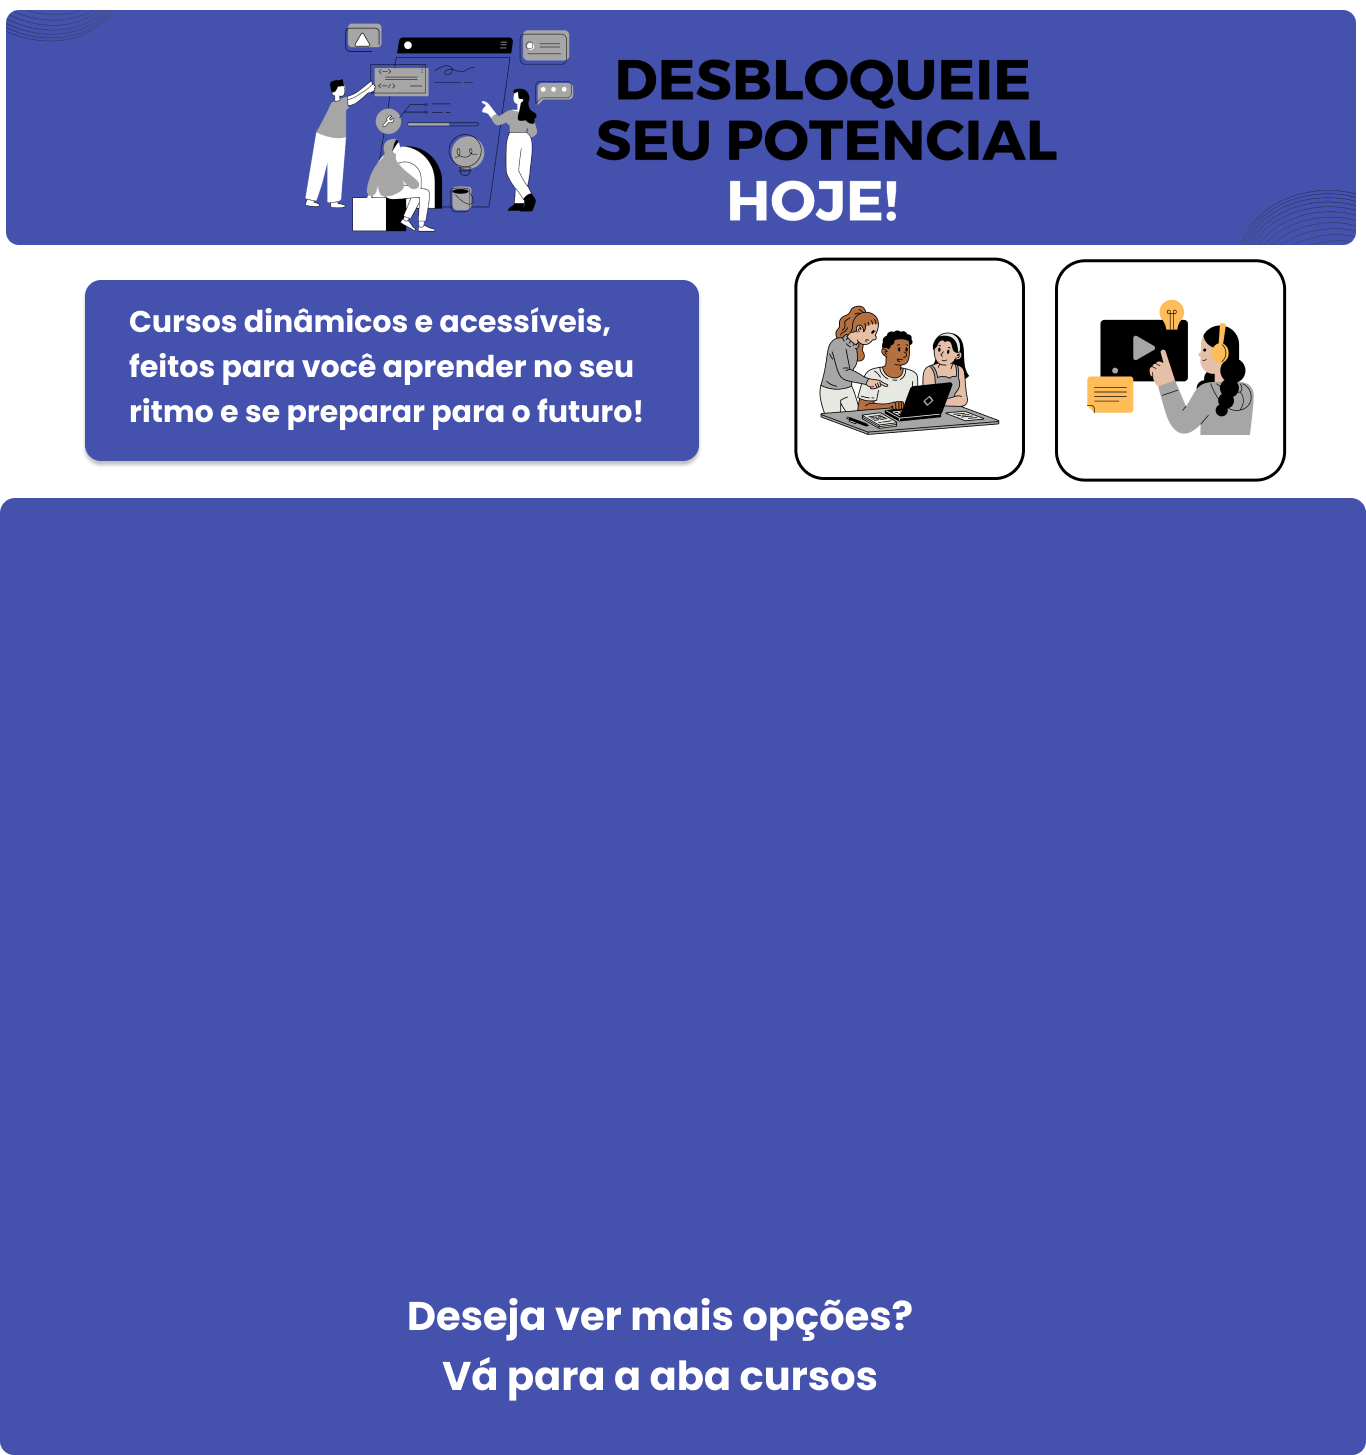 DESBLOQUEIE
SEU POTENCIAL
HOJE!
Cursos dinâmicos e acessíveis,
feitos para você aprender no seu
ritmo e se preparar para o futuro!
Deseja ver mais opções?
Vá para a aba cursos